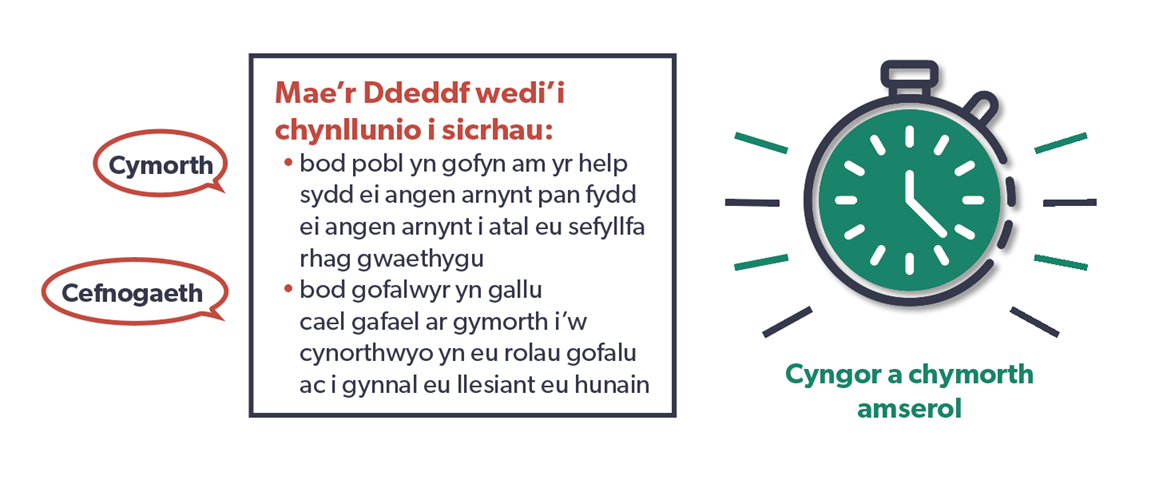 Cymorth
Cefnogaeth
Mae’r Ddeddf wedi’i
chynllunio i sicrhau:
• bod pobl yn gofyn am yr help
sydd ei angen arnynt pan fydd
ei angen arnynt i atal eu sefyllfa
rhag gwaethygu
• bod gofalwyr yn gallu
cael gafael ar gymorth i’w
cynorthwyo yn eu rolau gofalu
ac i gynnal eu llesiant eu hunain
Cyngor a chymorth
amserol